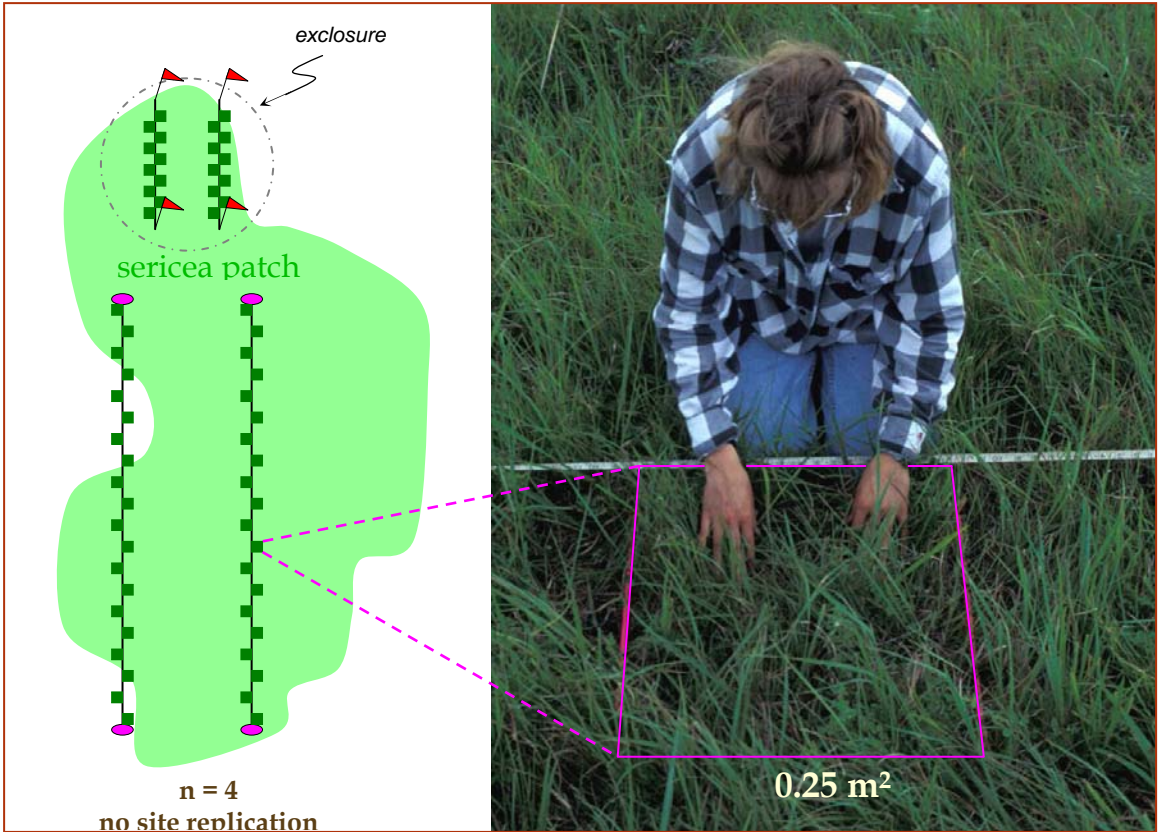 exclosure
sericea patch
n = 4
no site replication
0.25 m²